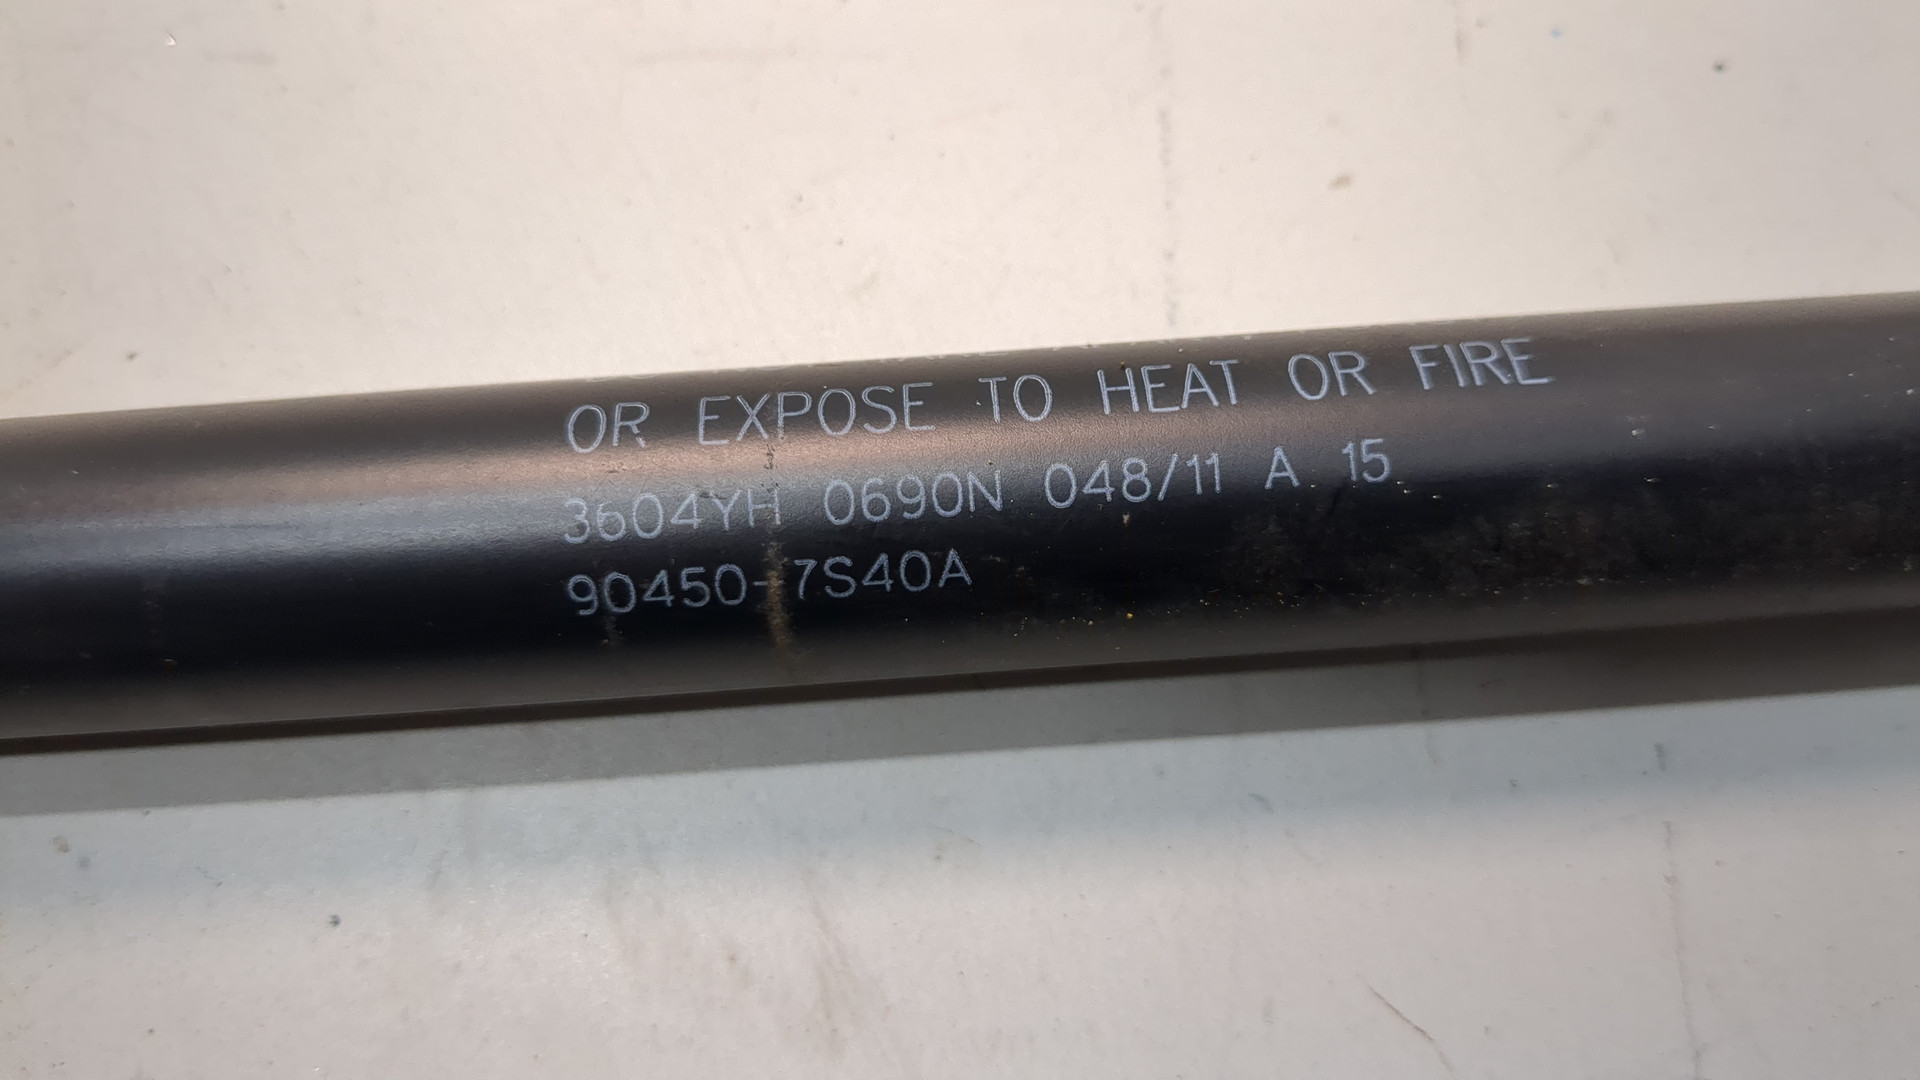 OR EXPOSE TO HEAT OR FIRE
3604YH 0690N 048/11 A 15
90450-7S40A